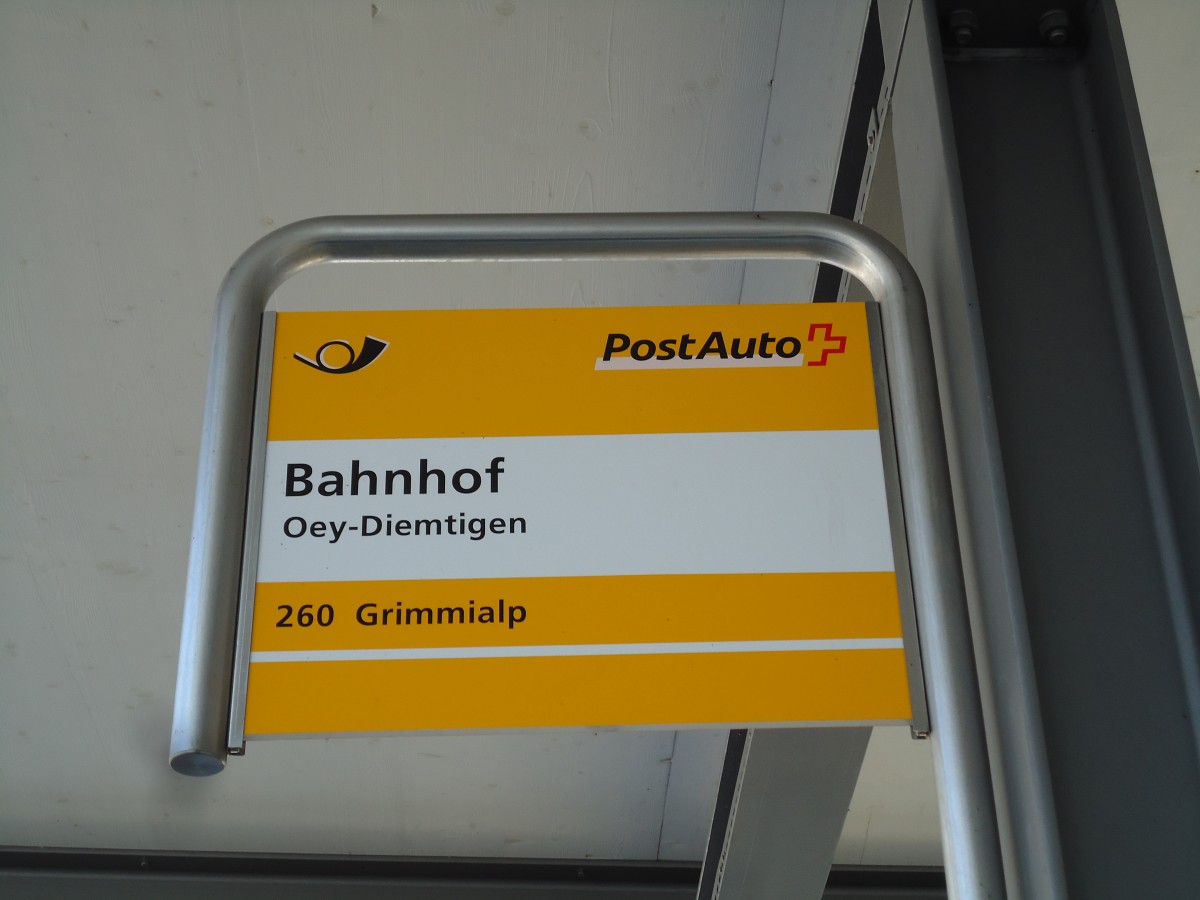 PostAuto
Bahnhof
Oey-Diemtigen
260 Grimmialp